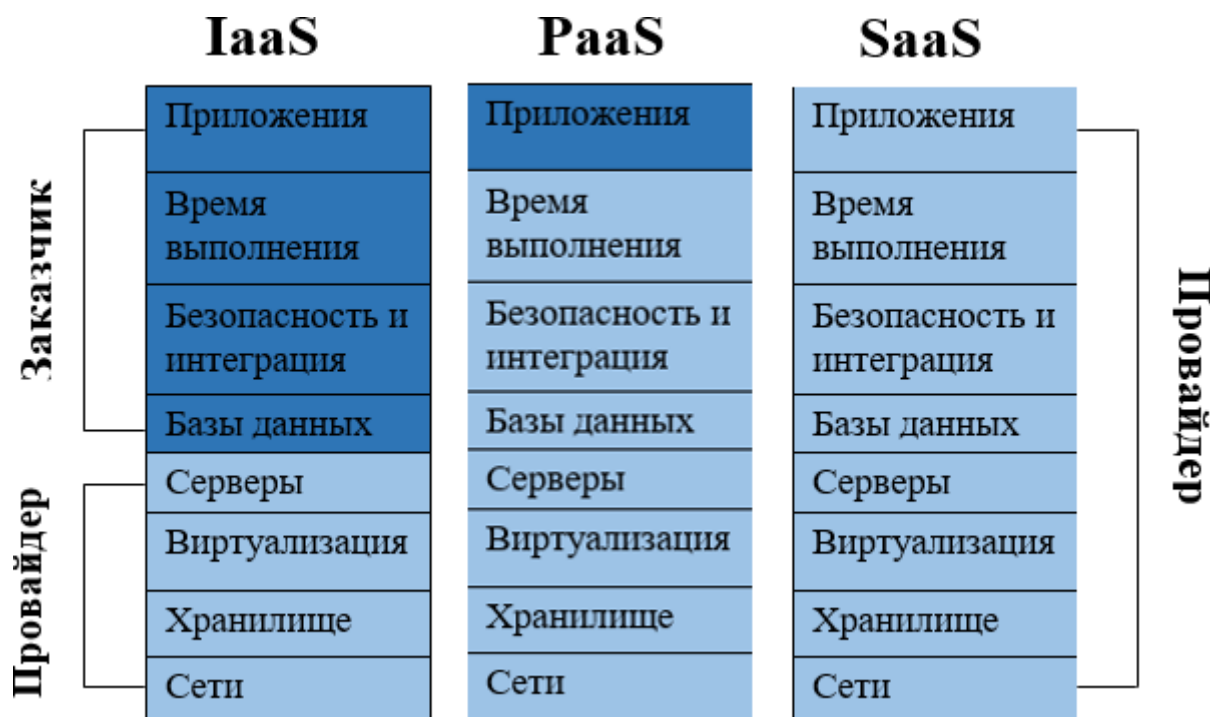 IaaS
PaaS
SaaS
Заказчик
Провайдер
Приложения
Время
выполнения
Безопасность и
интеграция
Базы данных
Серверы
Виртуализация
Хранилище
Сети
Приложения
Время
выполнения
Безопасность и
интеграция
Базы данных
Серверы
Виртуализация
Хранилище
Сети
Приложения
Время
выполнения
Безопасность и
интеграция
Базы данных
Серверы
Виртуализация
Хранилище
Сети
Провайдер